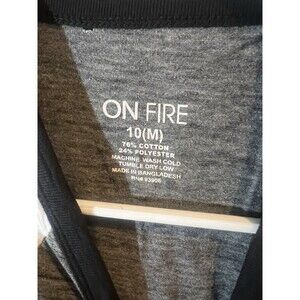 ON FIRE
10(M)
76% COTTON
24% POLYESTER
MACHINE WASH COLD
TUMBLE DRY LOW
MADE IN BANGLADESH